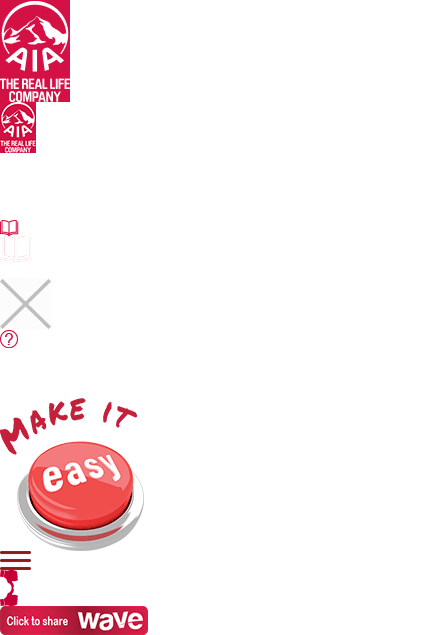 AIA
THE REAL LIFE
COMPANY
AIA
THE REAL LIFE
COMPANY
?
MAKE IT
easy
Click to share wave